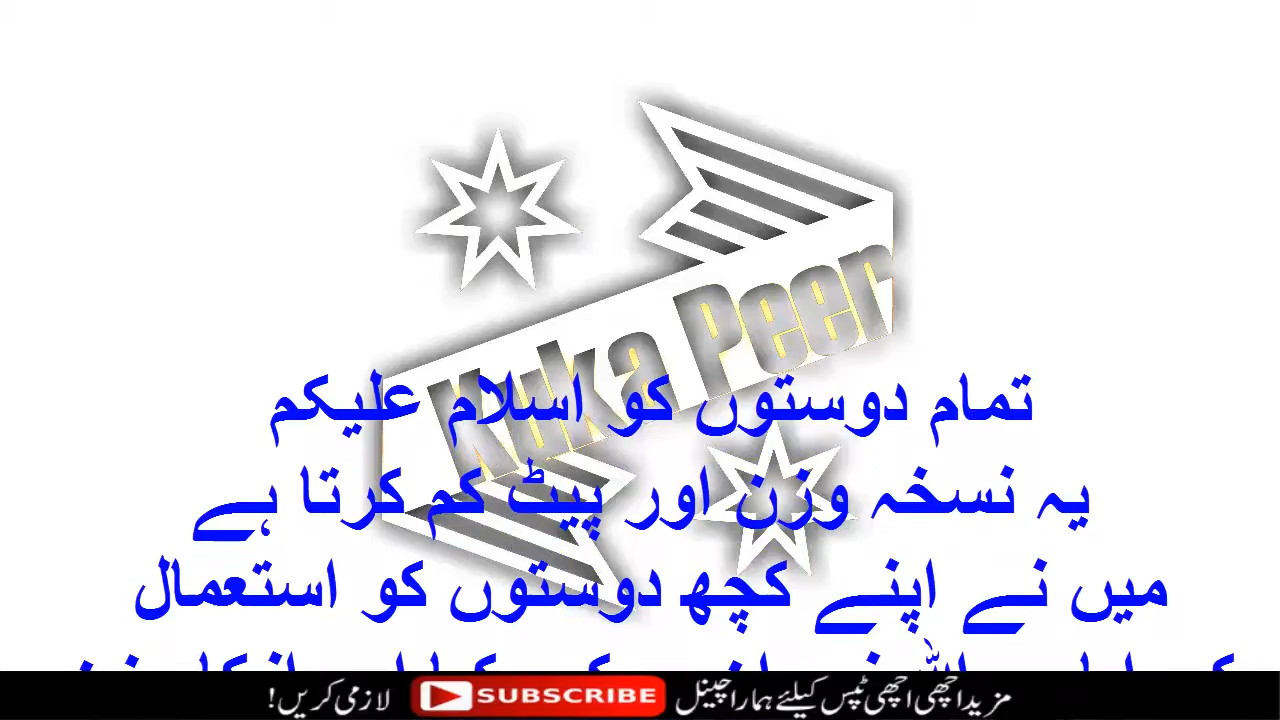 Kuka Peer
تمام دوستوں کو اسلام علیکم
یہ نسخہ وزن اور پیٹ کم کرتا ہے
میں نے اپنے کچھ دوستوں کو استعمال
مزید اچھی اچھی ٹپس کیلئے ہمارا چینل SUBSCRIBE لازمی کریں!